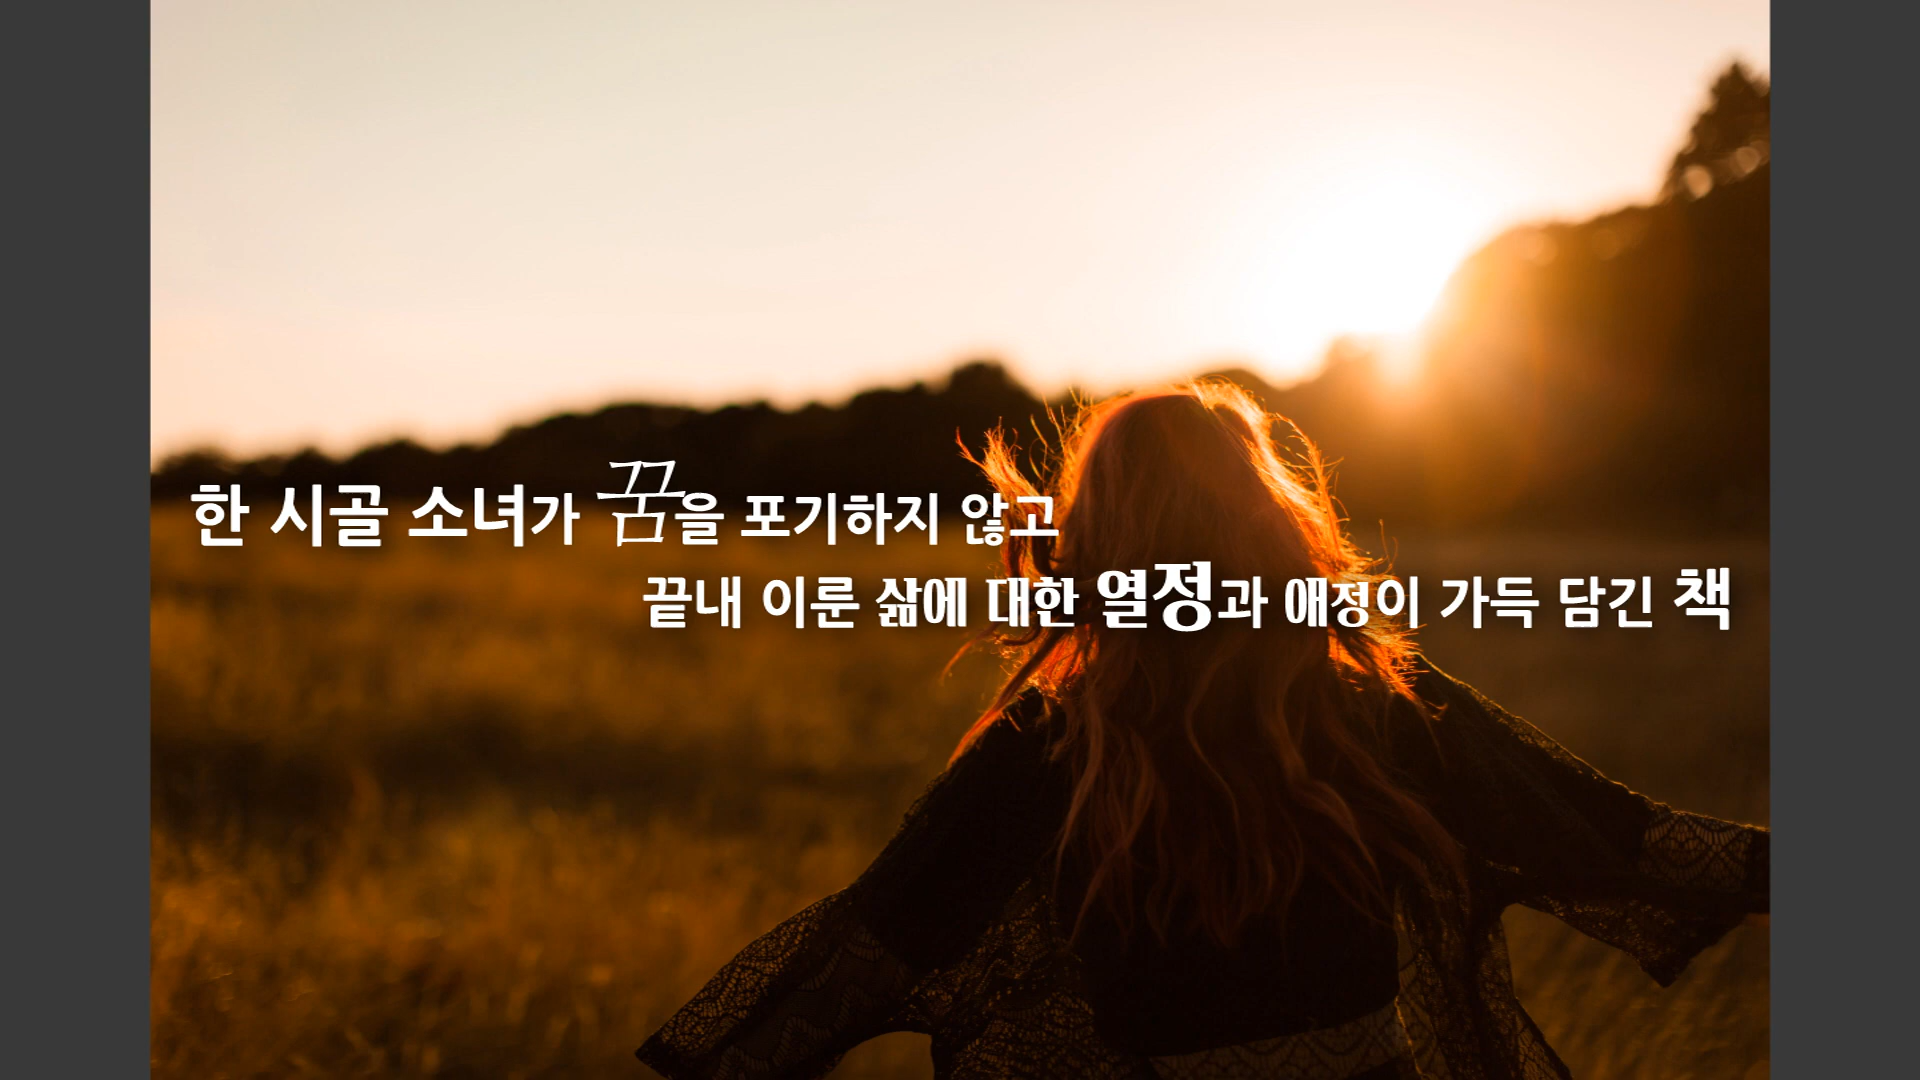 한 시골 소녀가 꿈을 포기하지 않고
끝내 이룬 삶에 대한 열정과 애정이 가득 담긴 책